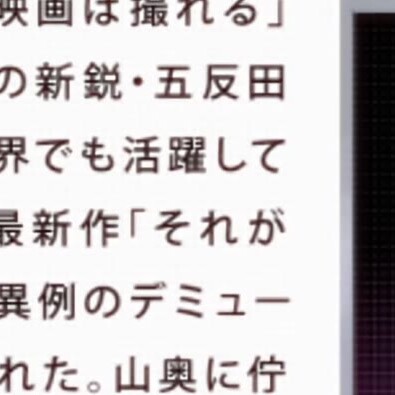 映画は撮れる」
の新鋭・五反田
界でも活躍して
最新作「それが
異例のデミュー
れた。山奥に佇